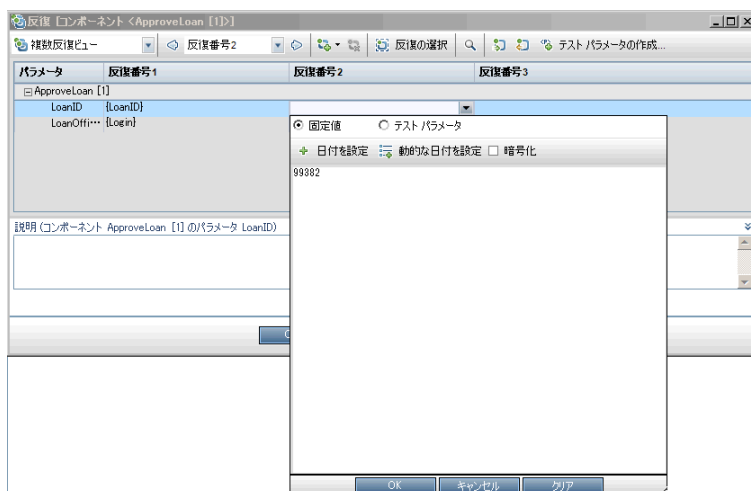 反復 [コンポーネント <ApproveLoan [1]>]
複数反復ビュー 反復番号2 反復の選択 テスト パラメータの作成...
パラメータ 反復番号1 反復番号2 反復番号3
ApproveLoan [1]
LoanID {LoanID}
LoanOffi… {Login}
固定値 テスト パラメータ
日付を設定 動的な日付を設定 暗号化
99382
説明 (コンポーネント ApproveLoan [1] のパラメータ LoanID)
OK キャンセル クリア